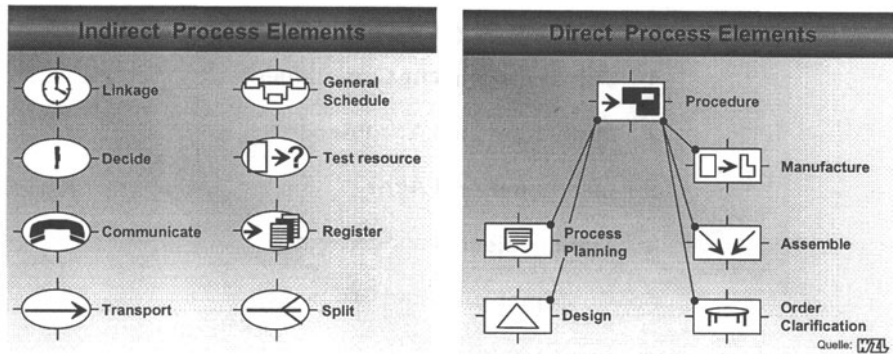 Indirect Process Elements
Linkage
General
Schedule
Decide
Test resource
?
Communicate
Register
Transport
Split
Direct Process Elements
Procedure
Manufacture
Process
Planning
Assemble
Design
Order
Clarification
Quelle: WZL